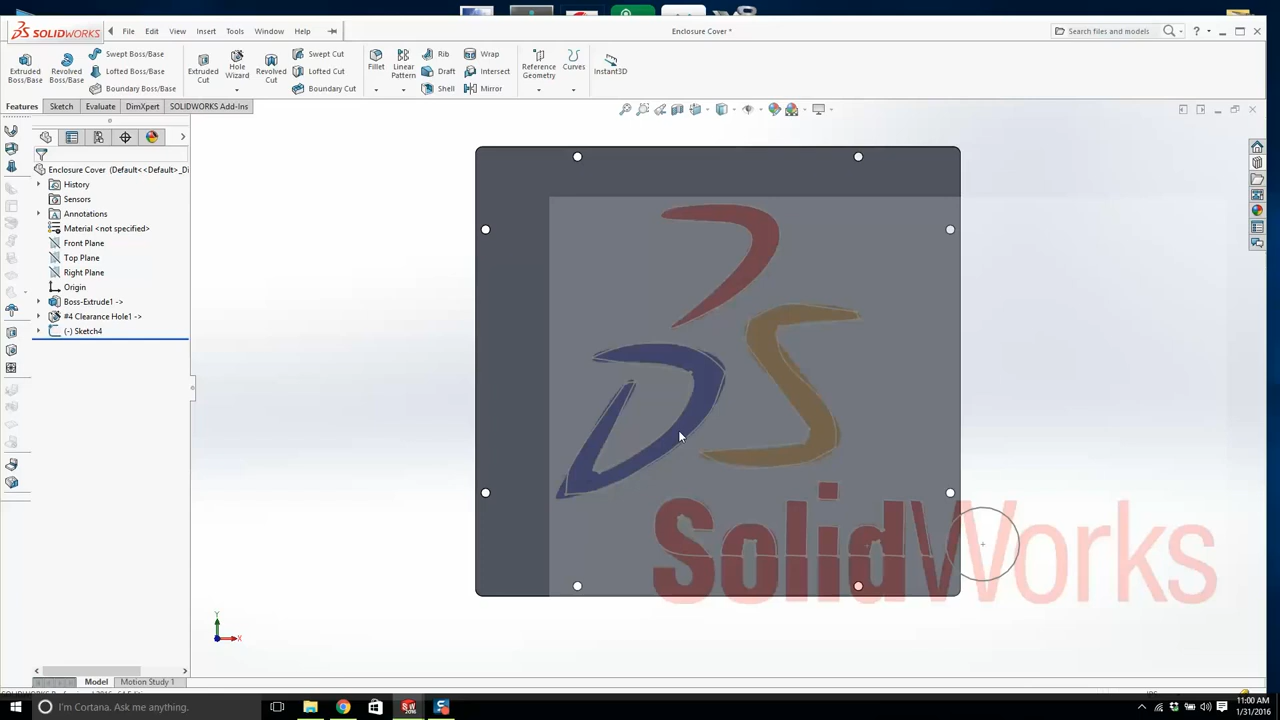 SOLIDWORKS
File Edit View Insert Tools Window Help
Enclosure Cover *
Search files and models
Extruded Boss/Base
Revolved Boss/Base
Swept Boss/Base
Lofted Boss/Base
Boundary Boss/Base
Extruded Cut
Hole Wizard
Revolved Cut
Swept Cut
Lofted Cut
Boundary Cut
Fillet
Linear Pattern
Rib
Draft
Shell
Wrap
Intersect
Mirror
Reference Geometry
Curves
Instant3D
Features Sketch Evaluate DimXpert SOLIDWORKS Add-Ins
Enclosure Cover (Default<<Default>_Di
History
Sensors
Annotations
Material <not specified>
Front Plane
Top Plane
Right Plane
Origin
Boss-Extrude1 ->
#4 Clearance Hole1 ->
(-) Sketch4
SolidWorks
Y
X
Model Motion Study 1
I'm Cortana. Ask me anything.
11:00 AM
1/31/2016